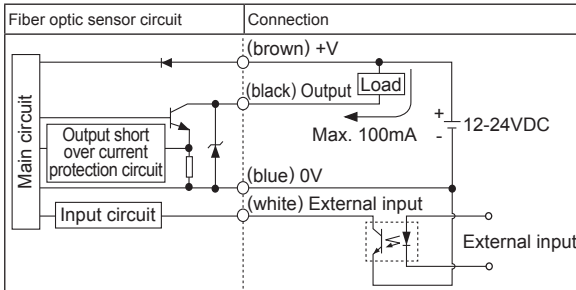 Fiber optic sensor circuit
Connection
(brown) +V
(black) Output
Load
Main circuit
Output short
over current
protection circuit
Max. 100mA
+
-
12-24VDC
(blue) 0V
(white) External input
Input circuit
External input